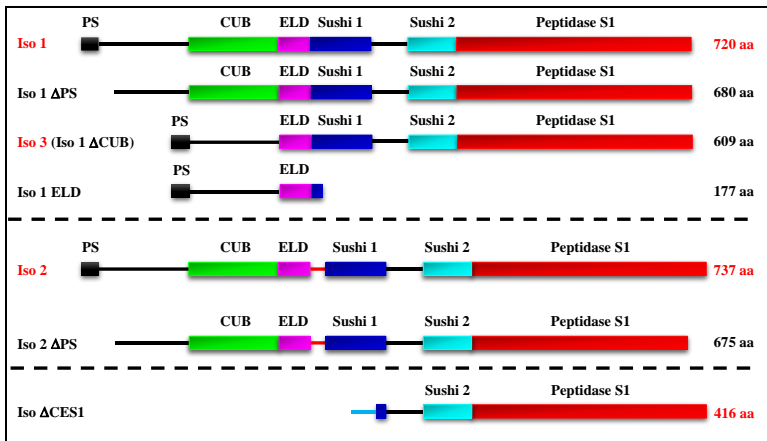 PS CUB ELD Sushi 1 Sushi 2 Peptidase S1
Iso 1 720 aa
CUB ELD Sushi 1 Sushi 2 Peptidase S1
Iso 1 ΔPS 680 aa
PS ELD Sushi 1 Sushi 2 Peptidase S1
Iso 3 (Iso 1 ΔCUB) 609 aa
PS ELD
Iso 1 ELD 177 aa
PS CUB ELD Sushi 1 Sushi 2 Peptidase S1
Iso 2 737 aa
CUB ELD Sushi 1 Sushi 2 Peptidase S1
Iso 2 ΔPS 675 aa
Sushi 2 Peptidase S1
Iso ΔCES1 416 aa